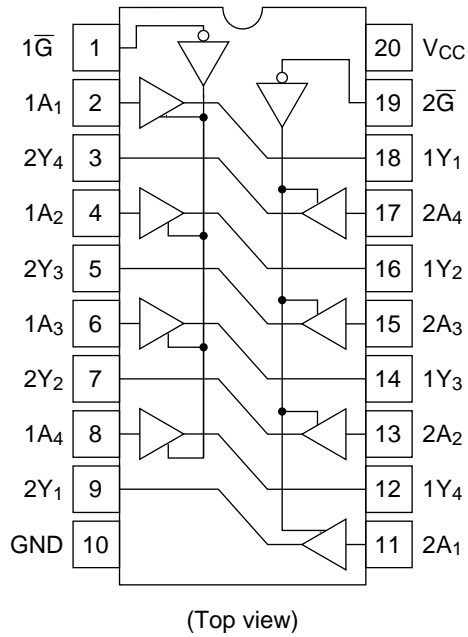 1G̅ 1 20 VCC
1A1 2 19 2G̅
2Y4 3 18 1Y1
1A2 4 17 2A4
2Y3 5 16 1Y2
1A3 6 15 2A3
2Y2 7 14 1Y3
1A4 8 13 2A2
2Y1 9 12 1Y4
GND 10 11 2A1
(Top view)